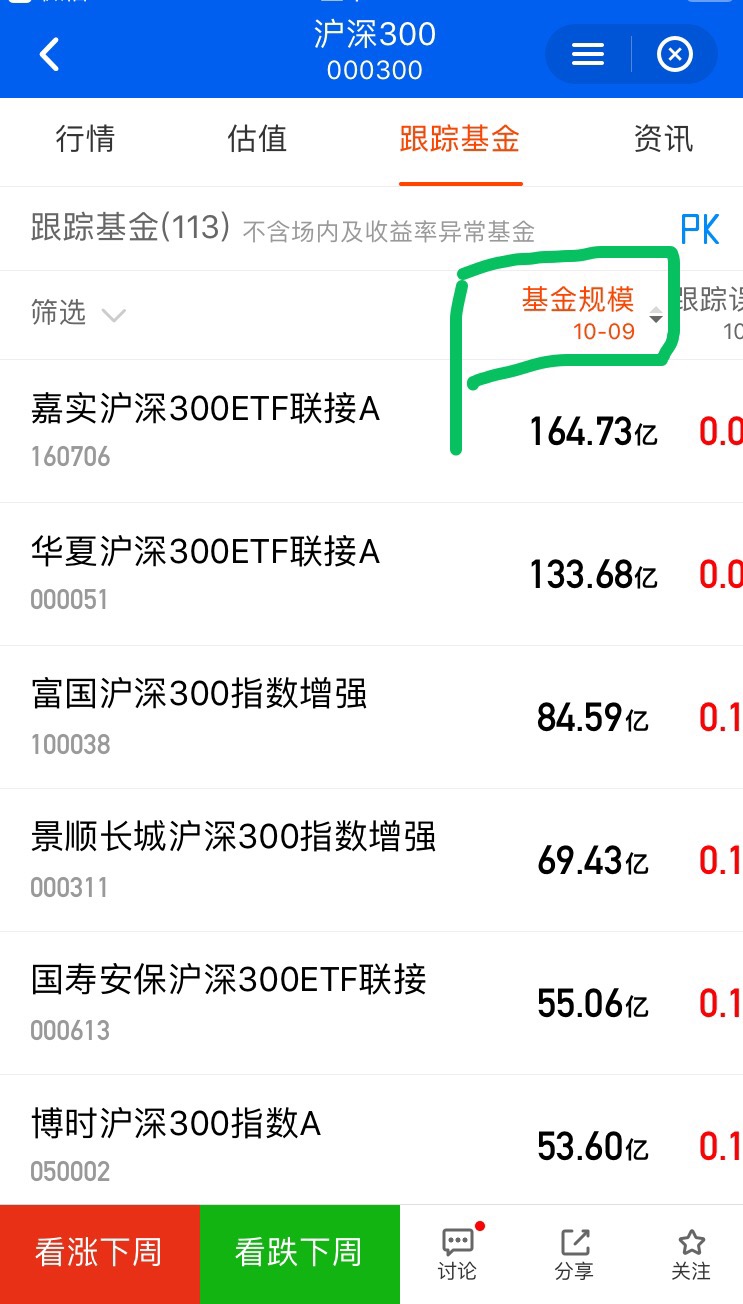 沪深300
000300
行情 估值 跟踪基金 资讯
跟踪基金(113) 不含场内及收益率异常基金 PK
筛选 基金规模 跟踪
10-09 10
嘉实沪深300ETF联接A
164.73亿 0.0
160706
华夏沪深300ETF联接A
133.68亿 0.0
000051
富国沪深300指数增强
84.59亿 0.1
100038
景顺长城沪深300指数增强
69.43亿 0.1
000311
国寿安保沪深300ETF联接
55.06亿 0.1
000613
博时沪深300指数A
53.60亿 0.1
050002
看涨下周 看跌下周 讨论 分享 关注